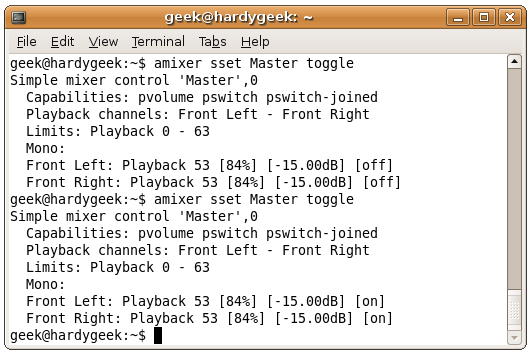 geek@hardygeek: ~
File Edit View Terminal Tabs Help
geek@hardygeek:~$ amixer sset Master toggle
Simple mixer control 'Master',0
  Capabilities: pvolume pswitch pswitch-joined
  Playback channels: Front Left - Front Right
  Limits: Playback 0 - 63
  Mono:
  Front Left: Playback 53 [84%] [-15.00dB] [off]
  Front Right: Playback 53 [84%] [-15.00dB] [off]
geek@hardygeek:~$ amixer sset Master toggle
Simple mixer control 'Master',0
  Capabilities: pvolume pswitch pswitch-joined
  Playback channels: Front Left - Front Right
  Limits: Playback 0 - 63
  Mono:
  Front Left: Playback 53 [84%] [-15.00dB] [on]
  Front Right: Playback 53 [84%] [-15.00dB] [on]
geek@hardygeek:~$